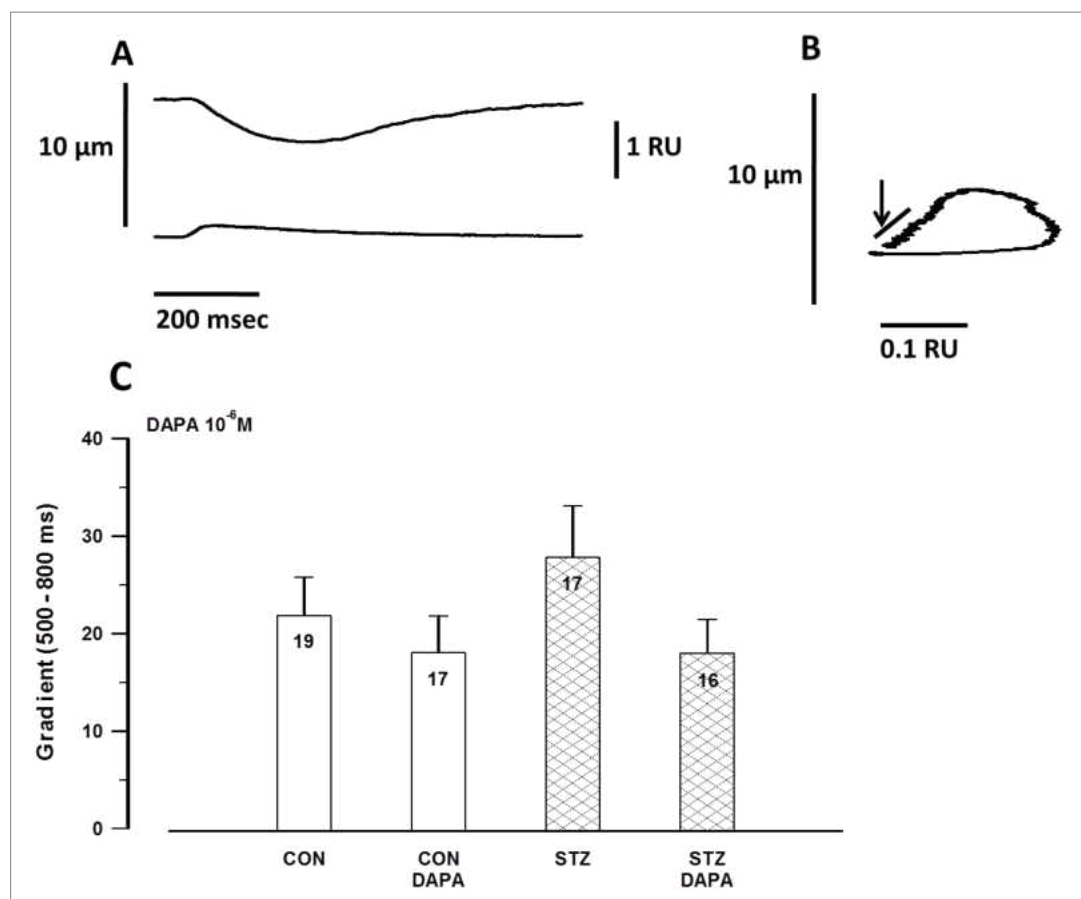 A
B
10 µm
1 RU
10 µm
200 msec
0.1 RU
C
DAPA 10⁻⁶M
Gradient (500 - 800 ms)
40
30
20
10
0
19
17
17
16
CON
CON
DAPA
STZ
STZ
DAPA